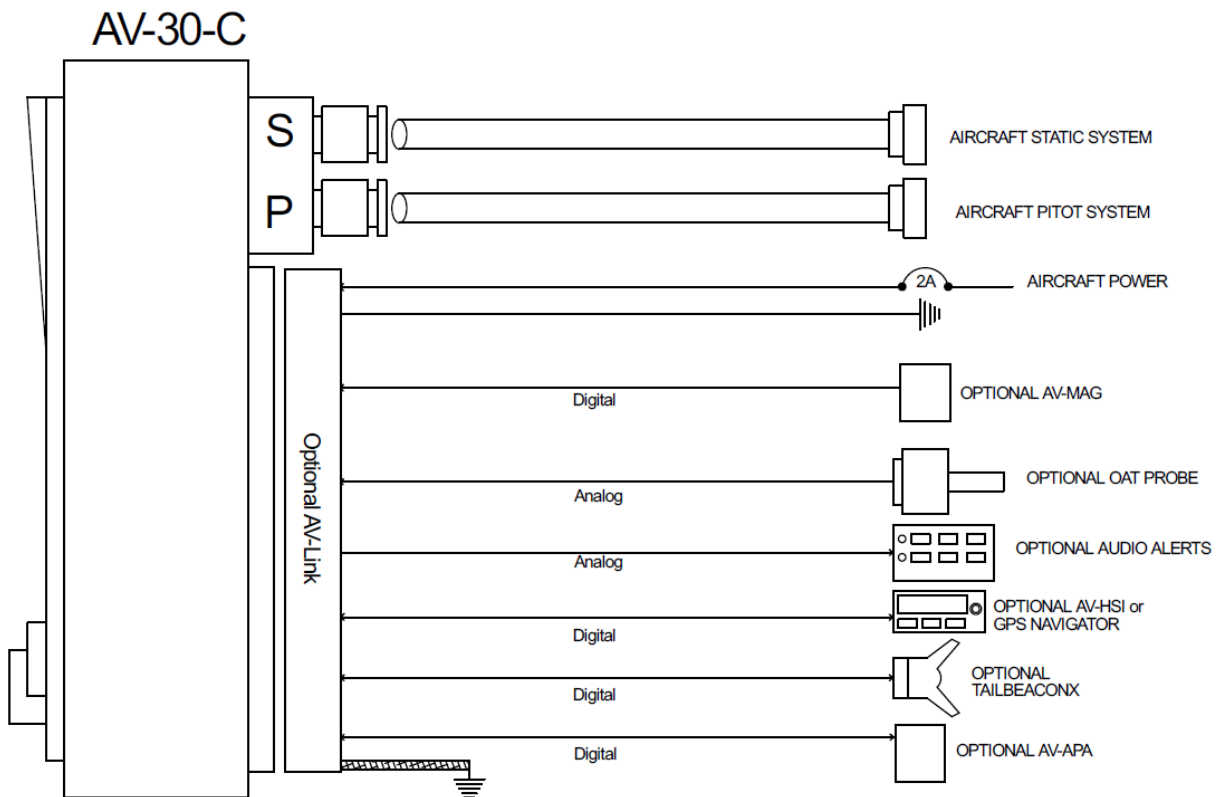 AV-30-C
S
AIRCRAFT STATIC SYSTEM
P
AIRCRAFT PITOT SYSTEM
2A
AIRCRAFT POWER
Optional AV-Link
Digital
OPTIONAL AV-MAG
Analog
OPTIONAL OAT PROBE
Analog
OPTIONAL AUDIO ALERTS
Digital
OPTIONAL AV-HSI or
GPS NAVIGATOR
Digital
OPTIONAL
TAILBEACONX
Digital
OPTIONAL AV-APA